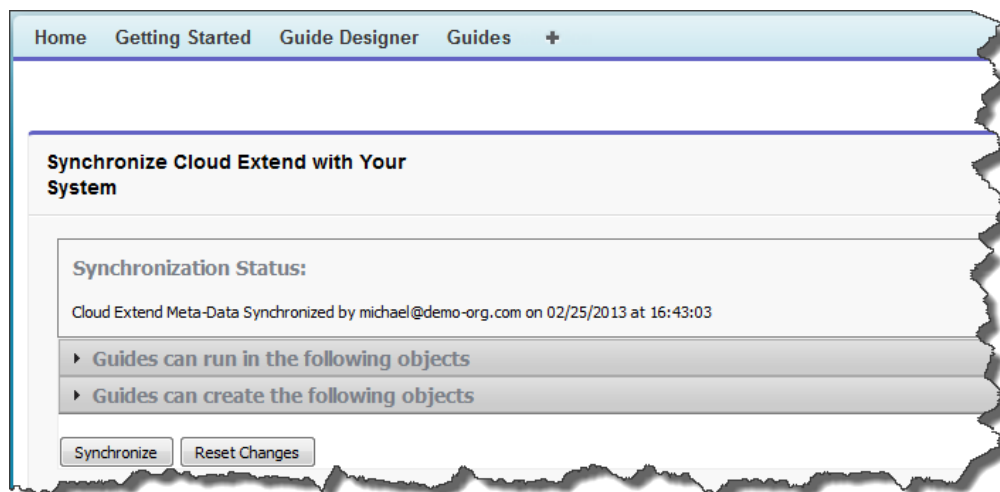 Home Getting Started Guide Designer Guides +
Synchronize Cloud Extend with Your
System
Synchronization Status:
Cloud Extend Meta-Data Synchronized by michael@demo-org.com on 02/25/2013 at 16:43:03
Guides can run in the following objects
Guides can create the following objects
Synchronize Reset Changes